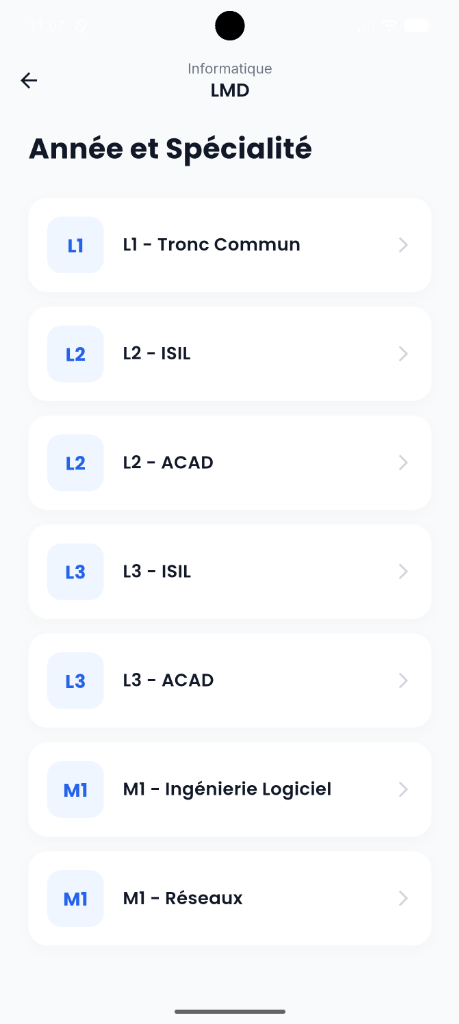 Informatique
LMD
Année et Spécialité
L1
L1 - Tronc Commun
L2
L2 - ISIL
L2
L2 - ACAD
L3
L3 - ISIL
L3
L3 - ACAD
M1
M1 - Ingénierie Logiciel
M1
M1 - Réseaux